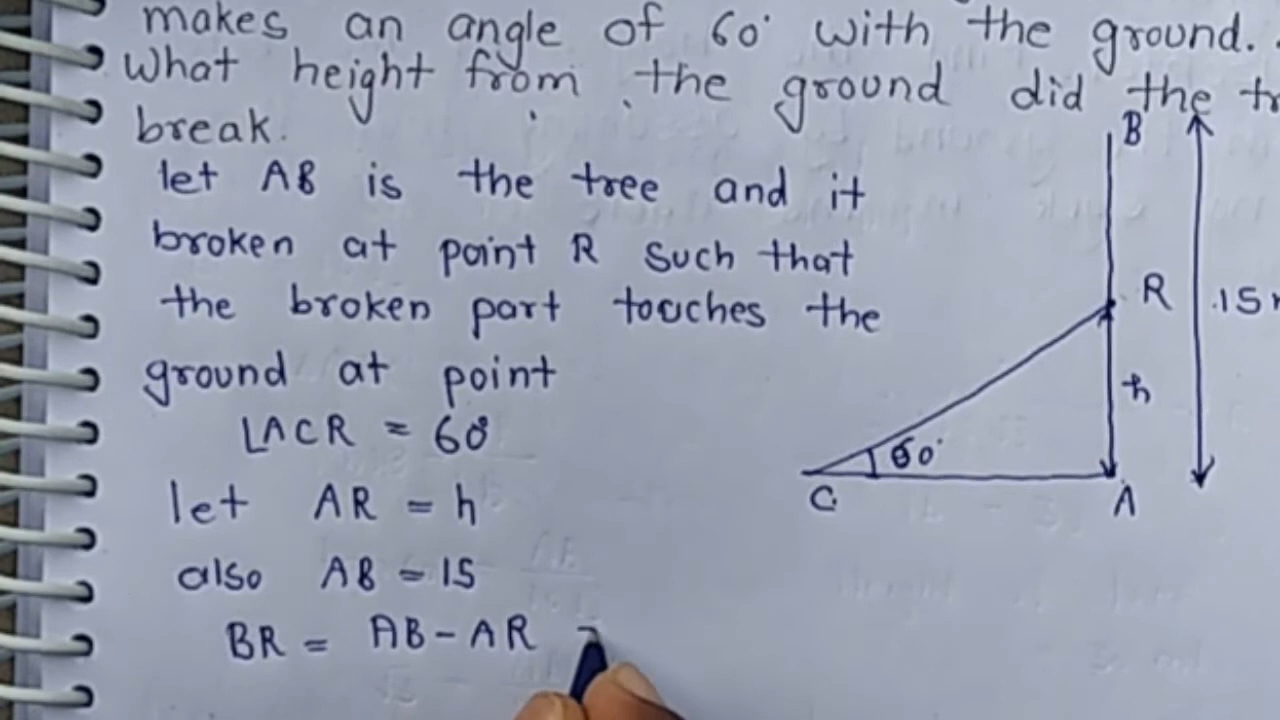 makes an angle of 60° with the ground.
What height from the ground did the
break.
let AB is the tree and it
broken at point R such that
the broken part touches the
ground at point
∠ACR = 60°
let AR = h
also AB = 15
BR = AB - AR =
B
R
15
h
60°
C
A